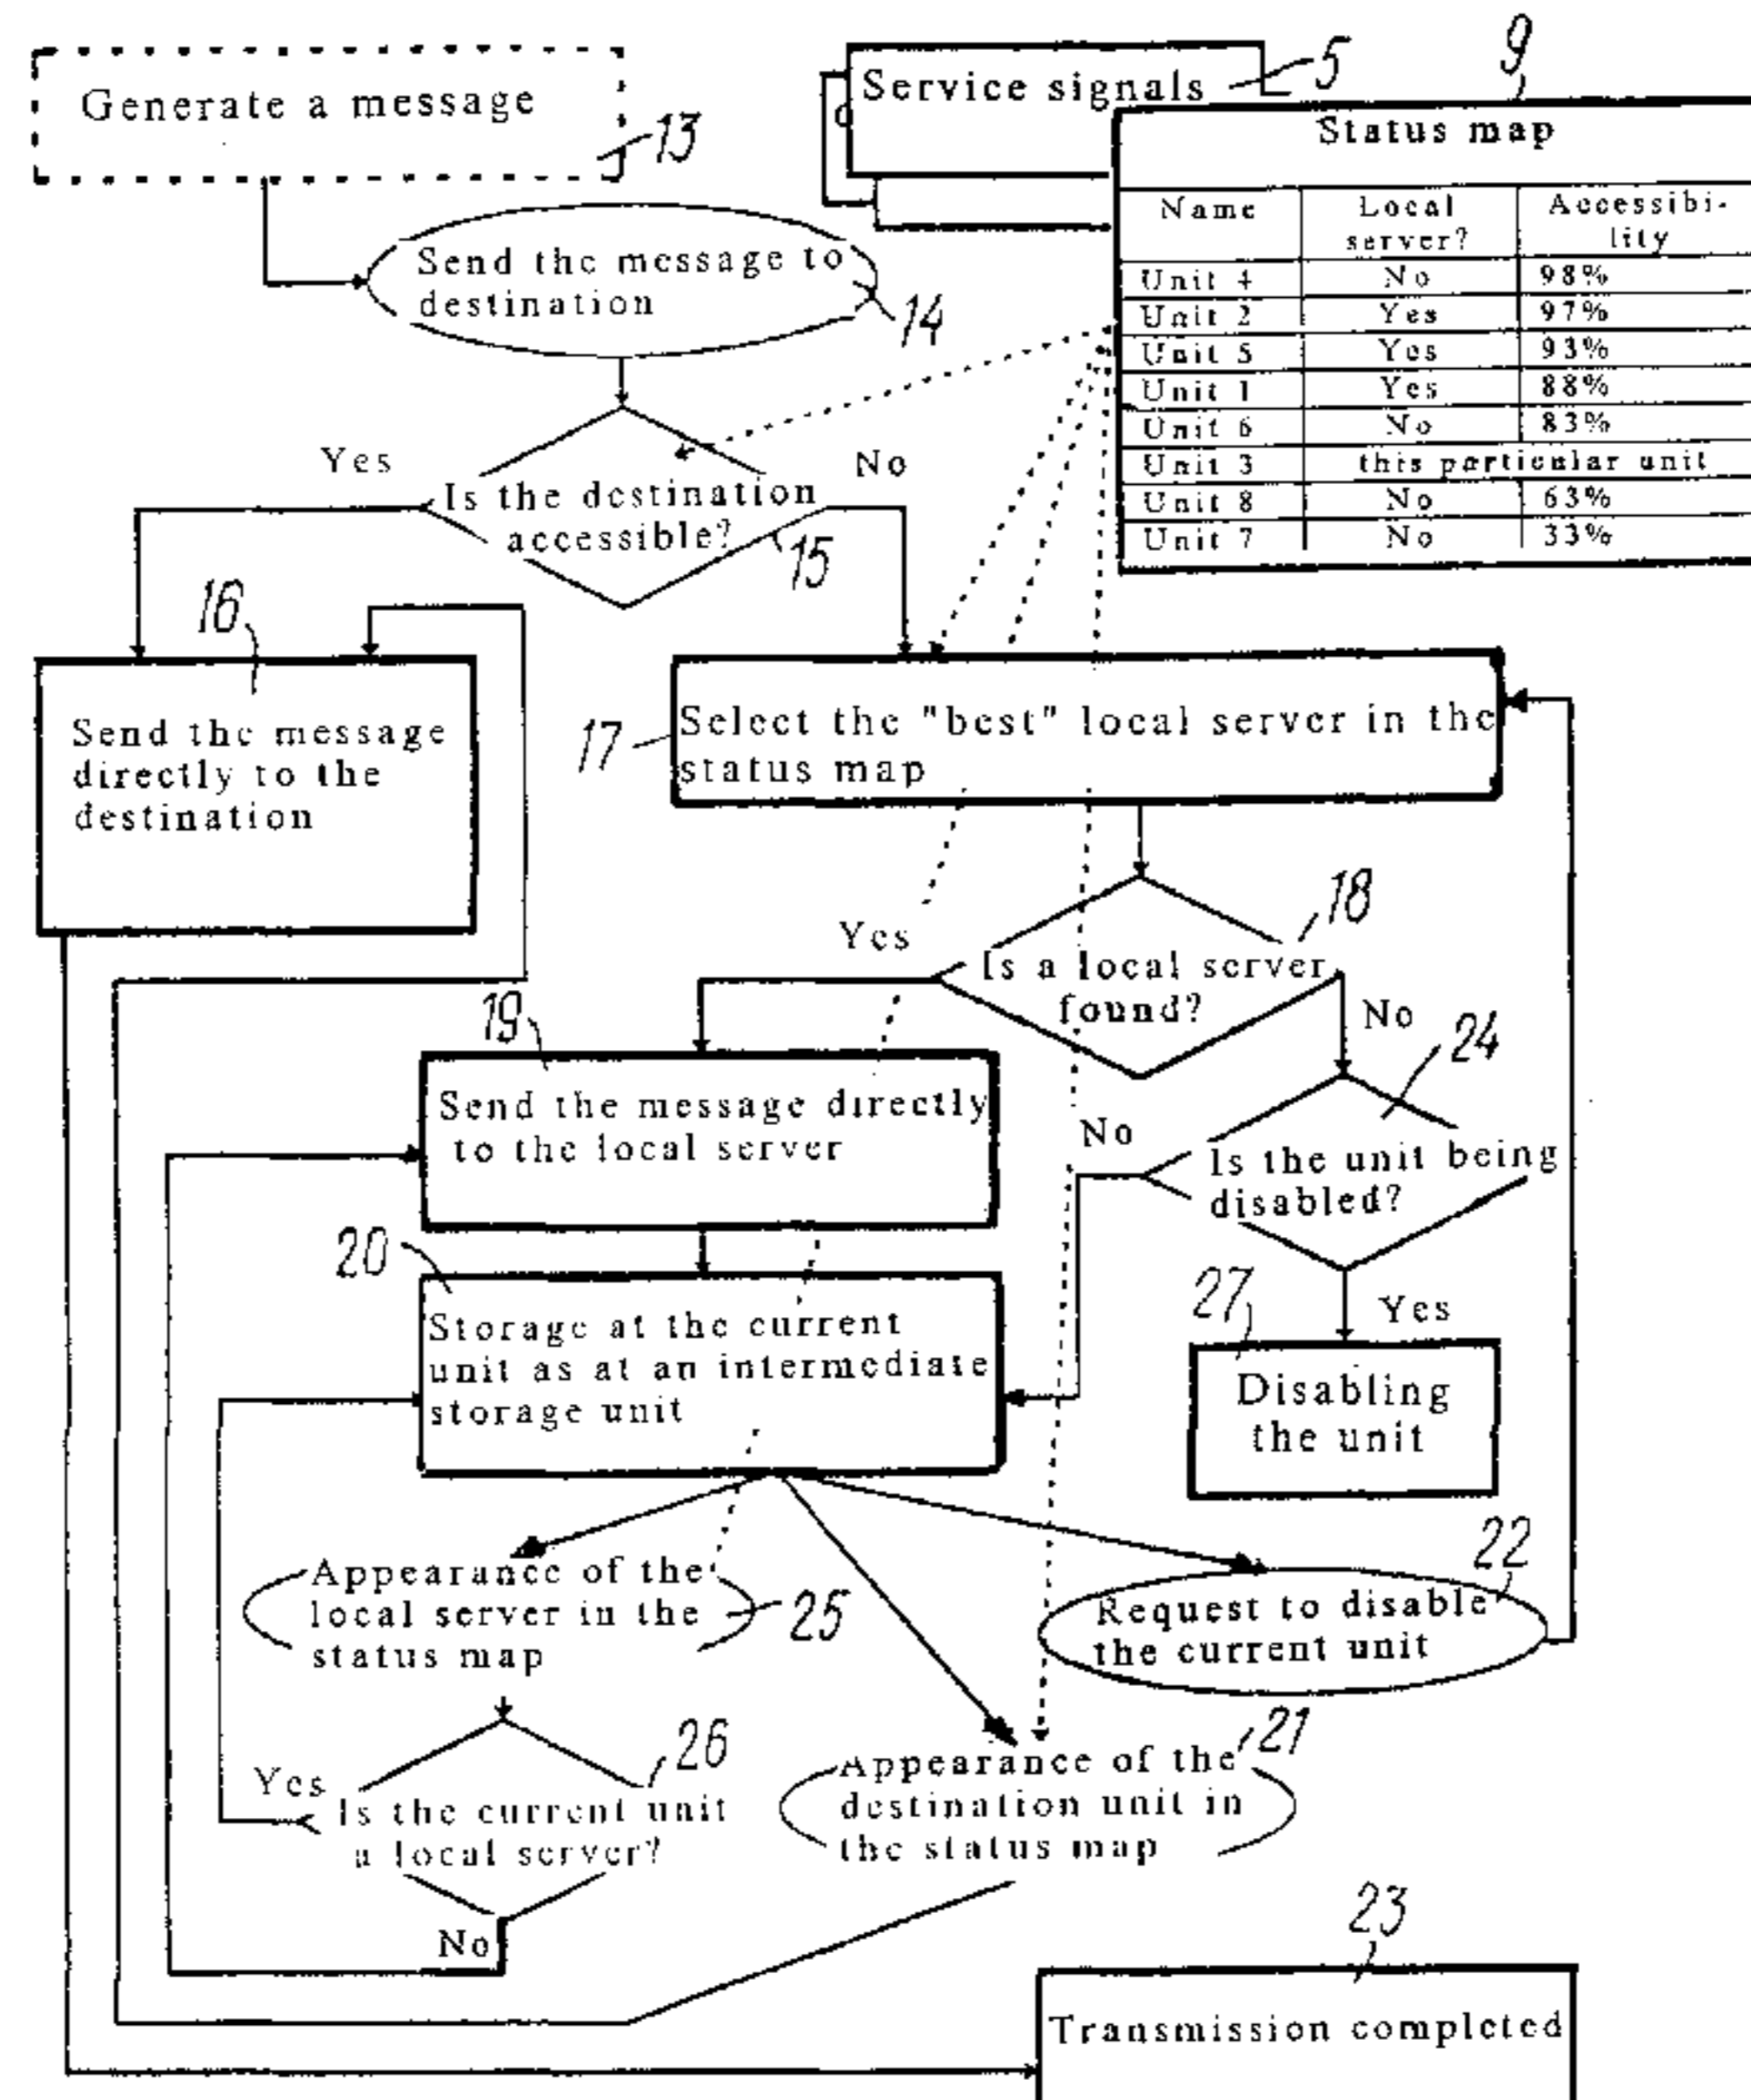 Generate a message
13
Service signals
5
9
Status map
Name Local server? Accessibi-lity
Unit 4 No 98%
Unit 2 Yes 97%
Unit 5 Yes 93%
Unit 1 Yes 88%
Unit 6 No 83%
Unit 3 this particular unit
Unit 8 No 63%
Unit 7 No 33%
Send the message to
destination
14
Yes
No
Is the destination
accessible?
15
16
Send the message
directly to the
destination
17
Select the "best" local server in the
status map
18
Yes
Is a local server
found?
No
19
Send the message directly
to the local server
24
No
Is the unit being
disabled?
20
Storage at the current
unit as at an intermediate
storage unit
27
Yes
Disabling
the unit
22
Request to disable
the current unit
Appearance of the
local server in the
status map
25
21
Appearance of the
destination unit in
the status map
26
Yes
Is the current unit
a local server?
No
23
Transmission completed